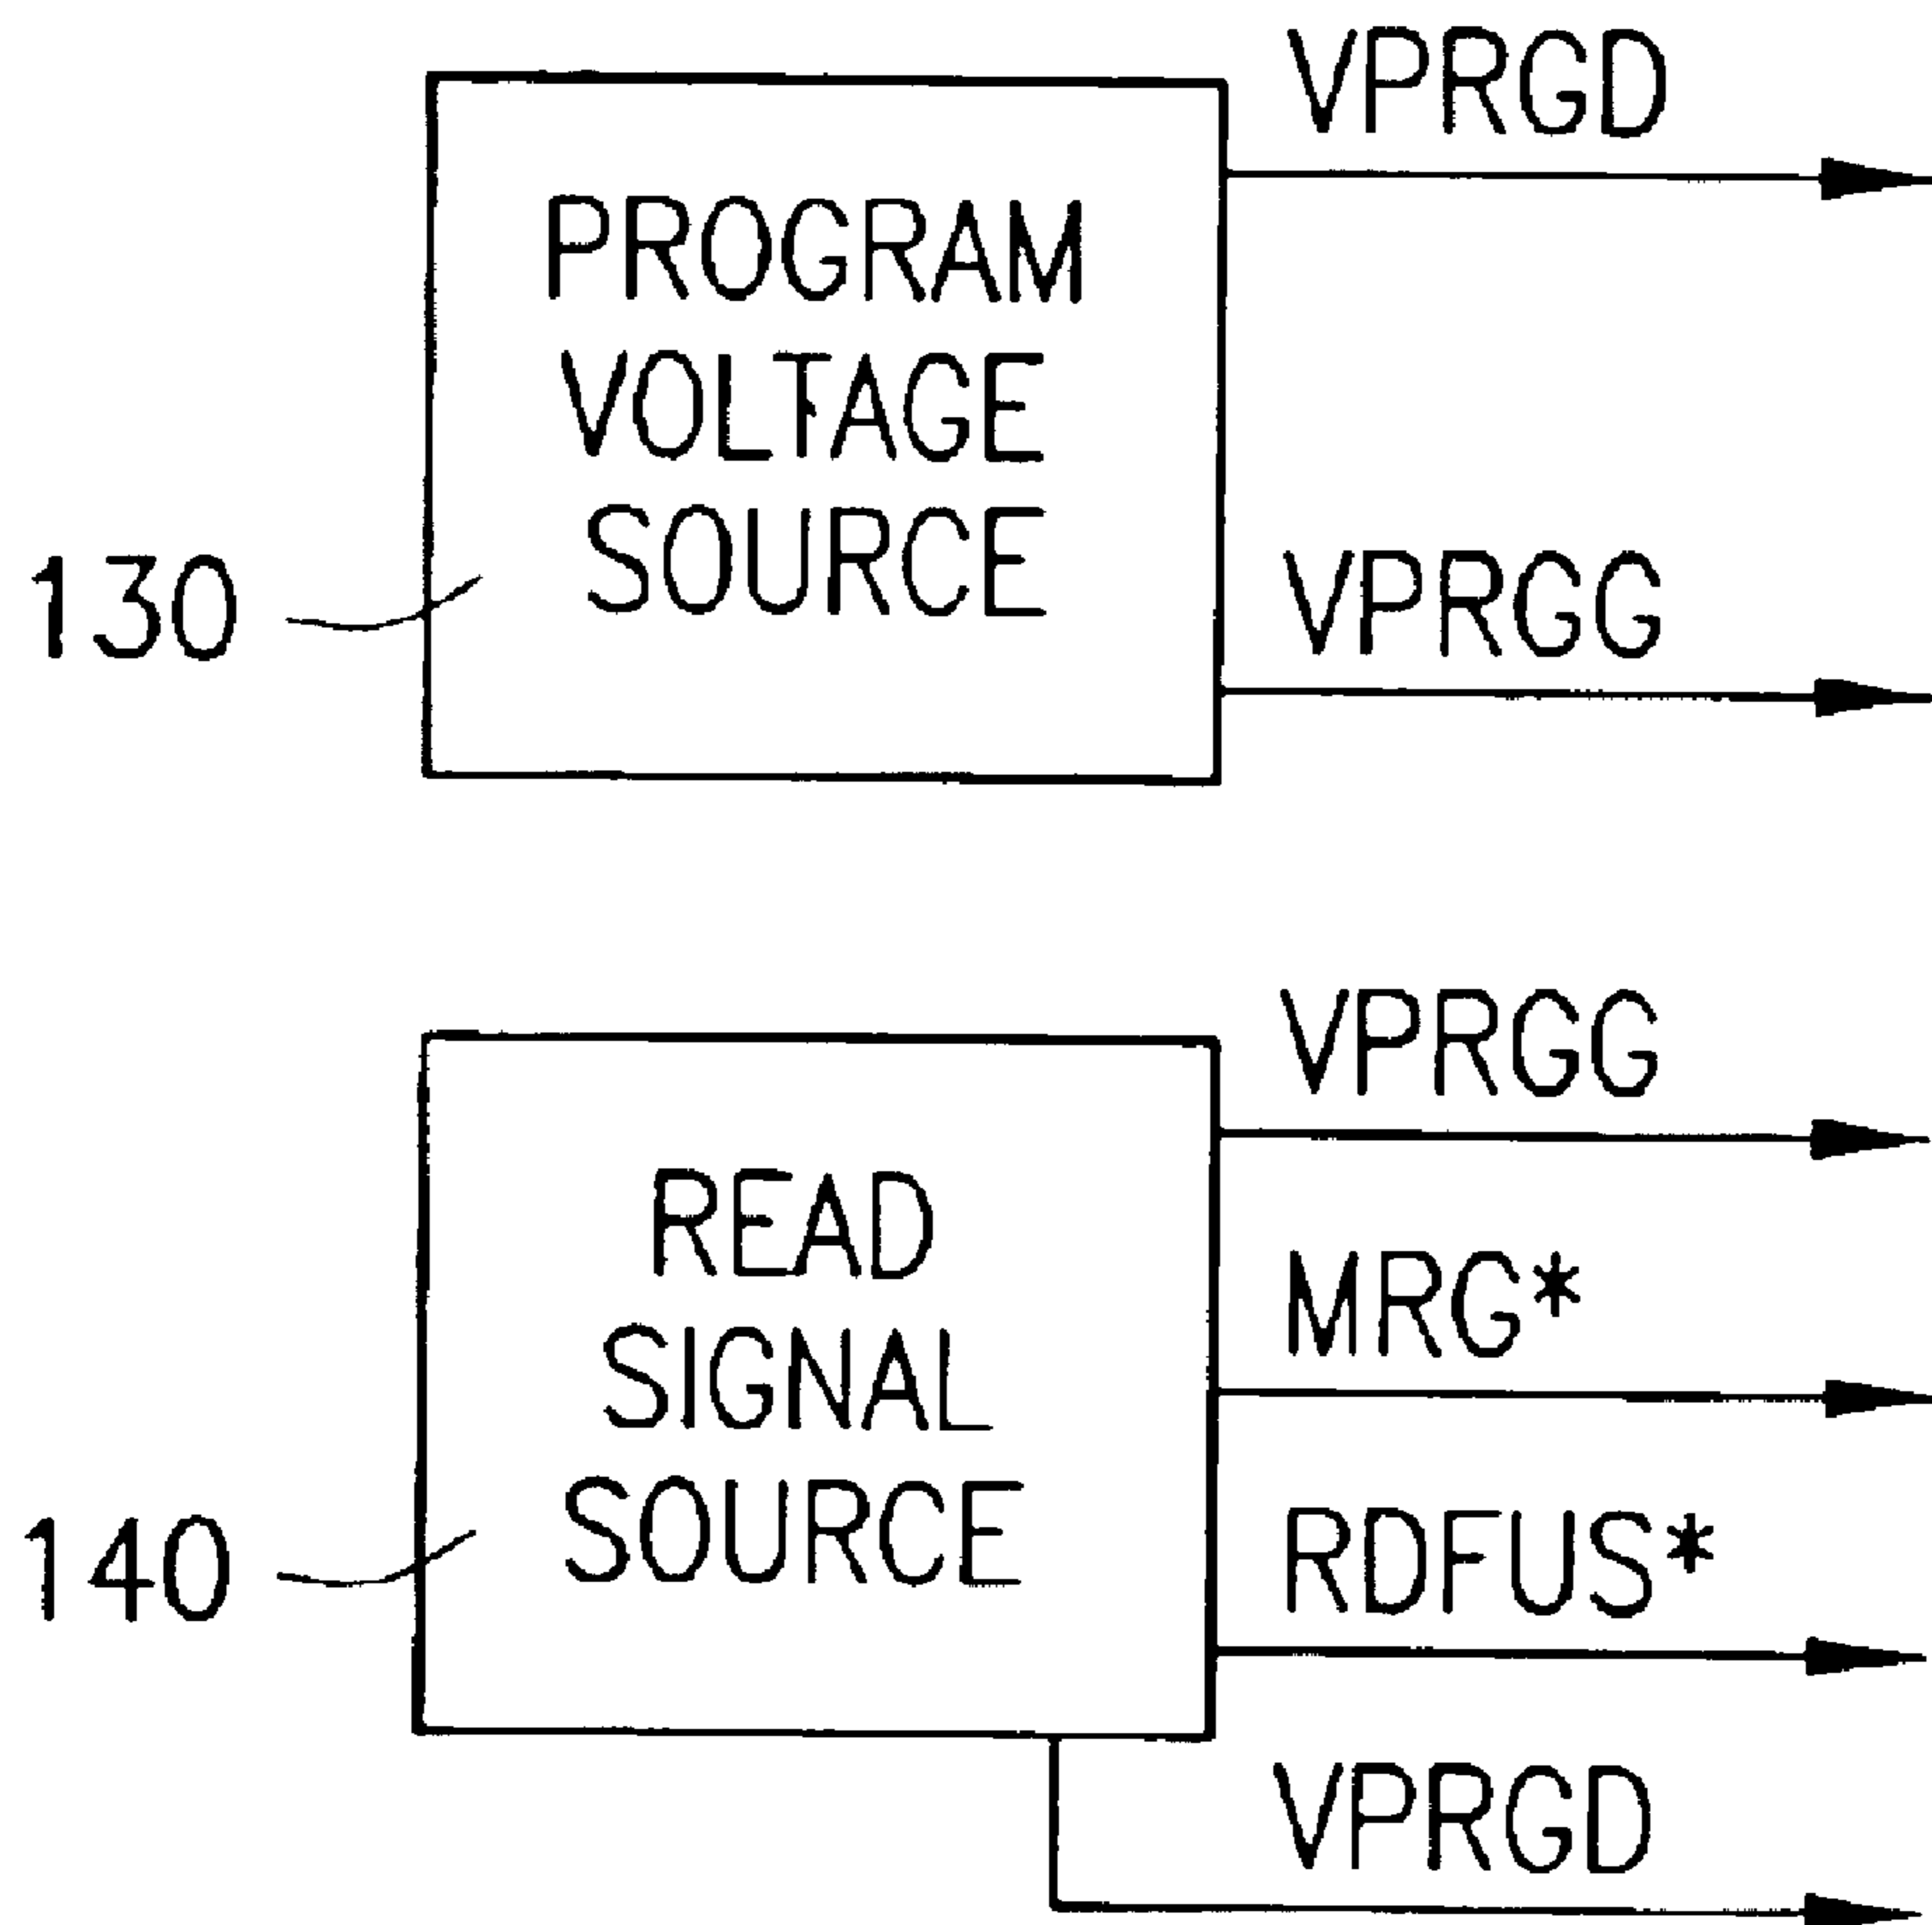 VPRGD
PROGRAM
VOLTAGE
SOURCE
130
VPRGG
VPRGG
READ
MRG*
SIGNAL
SOURCE
140
RDFUS*
VPRGD